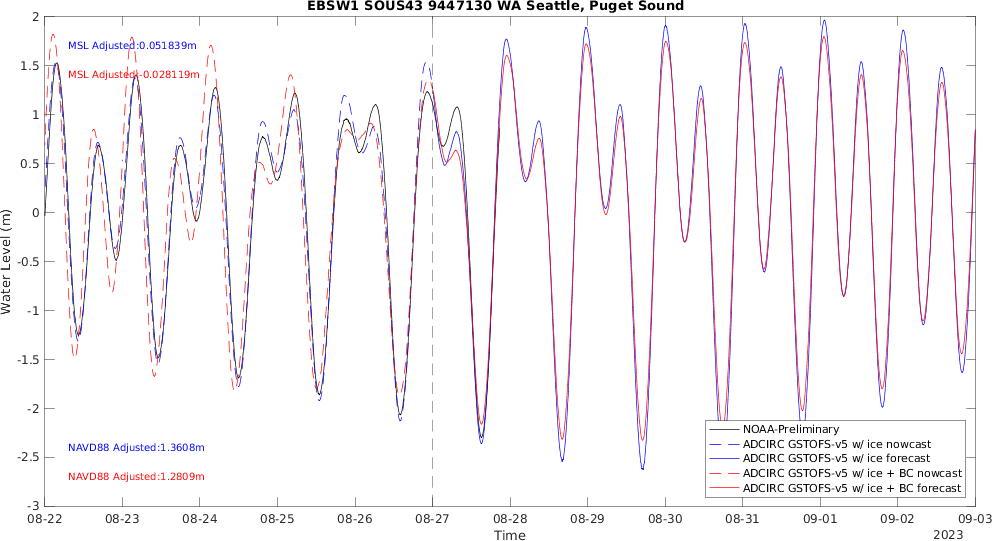 EBSW1 SOUS43 9447130 WA Seattle, Puget Sound
2
1.5
1
0.5
0
-0.5
-1
-1.5
-2
-2.5
-3
Water Level (m)
MSL Adjusted:0.051839m
MSL Adjusted:-0.028119m
NAVD88 Adjusted:1.3608m
NAVD88 Adjusted:1.2809m
NOAA-Preliminary
ADCIRC GSTOFS-v5 w/ ice nowcast
ADCIRC GSTOFS-v5 w/ ice forecast
ADCIRC GSTOFS-v5 w/ ice + BC nowcast
ADCIRC GSTOFS-v5 w/ ice + BC forecast
08-22 08-23 08-24 08-25 08-26 08-27 08-28 08-29 08-30 08-31 09-01 09-02 09-03
Time
2023